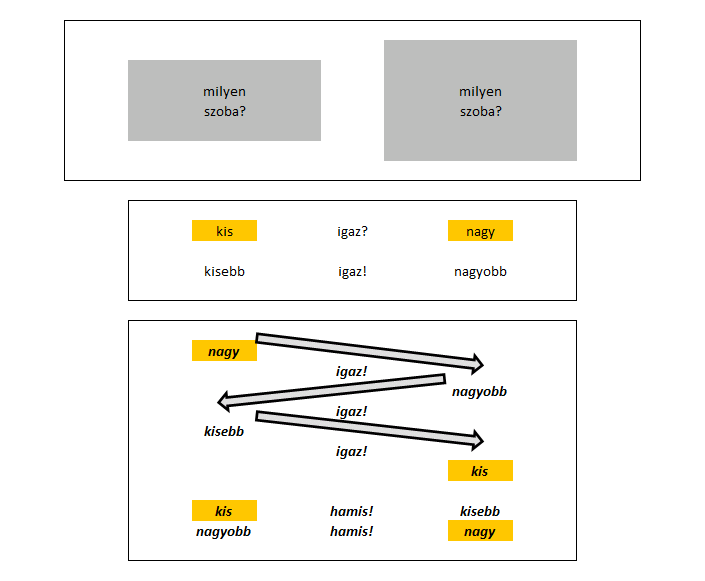 milyen
szoba?
milyen
szoba?
kis igaz? nagy
kisebb igaz! nagyobb
nagy
igaz!
nagyobb
igaz!
kisebb
igaz!
kis
kis hamis! kisebb
nagyobb hamis! nagy